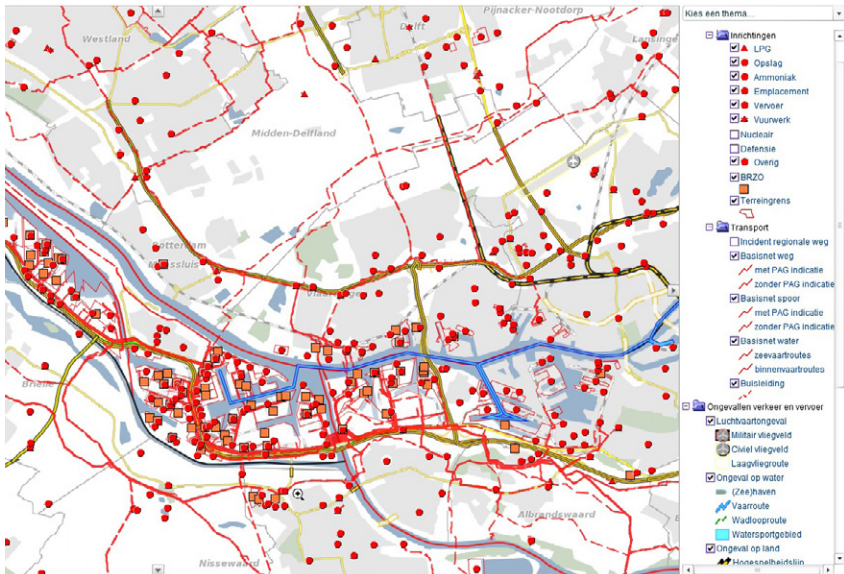 Kies een thema...
Inrichtingen
LPG
Opslag
Ammoniak
Emplacement
Vervoer
Vuurwerk
Nucleair
Defensie
Overig
BRZO
Terreingrens
Transport
Incident regionale weg
Basisnet weg
met PAG indicatie
zonder PAG indicatie
Basisnet spoor
met PAG indicatie
zonder PAG indicatie
Basisnet water
zeevaartroutes
binnenvaartroutes
Buisleiding
Ongevallen verkeer en vervoer
Luchtvaartongeval
Militair vliegveld
Civiel vliegveld
Laagvliegroute
Ongeval op water
(Zee)haven
Vaarroute
Wadlooproute
Watersportgebied
Ongeval op land
Hogesnelheidslijn
Pijnacker-Nootdorp
Westland
Delft
Lansinge
Midden-Delfland
Brielle
Albrandswaard
Nissewaard